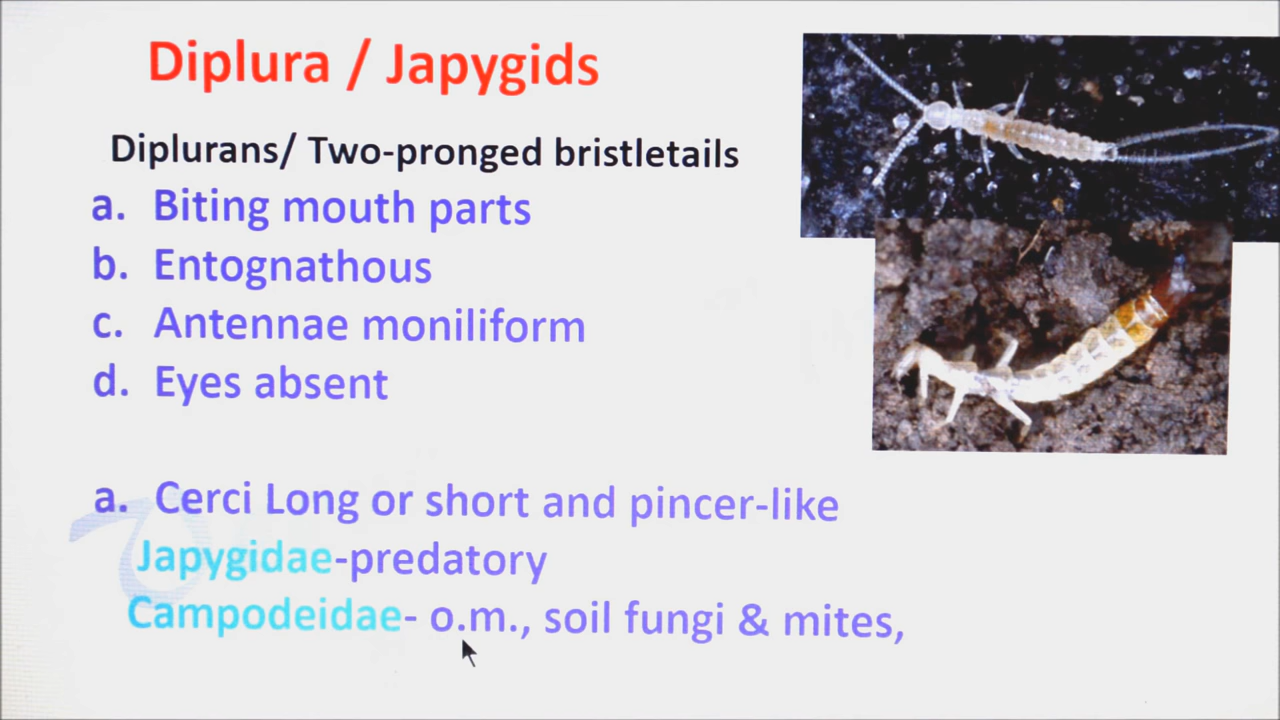 Diplura / Japygids
Diplurans/ Two-pronged bristletails
a. Biting mouth parts
b. Entognathous
c. Antennae moniliform
d. Eyes absent
a. Cerci Long or short and pincer-like
Japygidae-predatory
Campodeidae- o.m., soil fungi & mites,